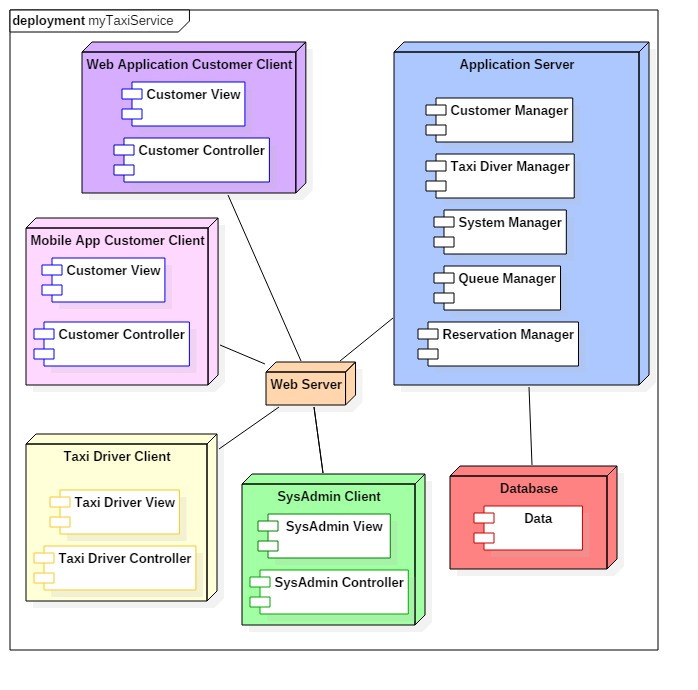 deployment myTaxiService
Web Application Customer Client
Customer View
Customer Controller
Application Server
Customer Manager
Taxi Diver Manager
System Manager
Queue Manager
Reservation Manager
Mobile App Customer Client
Customer View
Customer Controller
Web Server
Taxi Driver Client
Taxi Driver View
Taxi Driver Controller
SysAdmin Client
SysAdmin View
SysAdmin Controller
Database
Data